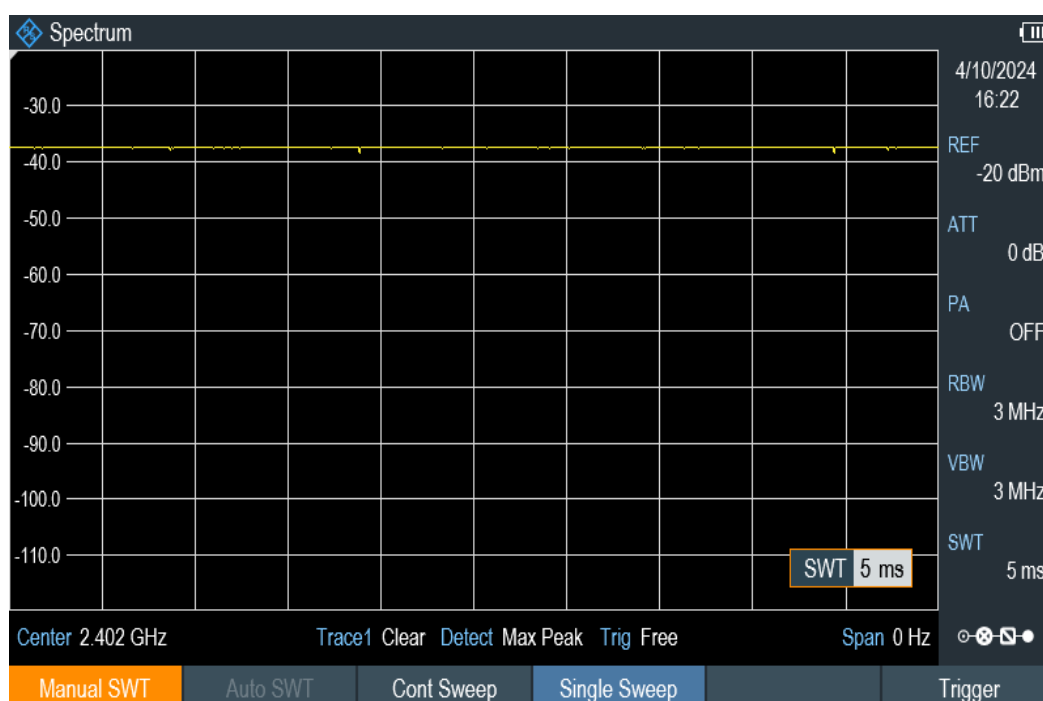 Spectrum
4/10/2024
16:22
-30.0
-40.0
-50.0
-60.0
-70.0
-80.0
-90.0
-100.0
-110.0
REF
-20 dBm
ATT
0 dB
PA
OFF
RBW
3 MHz
VBW
3 MHz
SWT
5 ms
SWT 5 ms
Center 2.402 GHz Trace1 Clear Detect Max Peak Trig Free Span 0 Hz
Manual SWT Auto SWT Cont Sweep Single Sweep Trigger